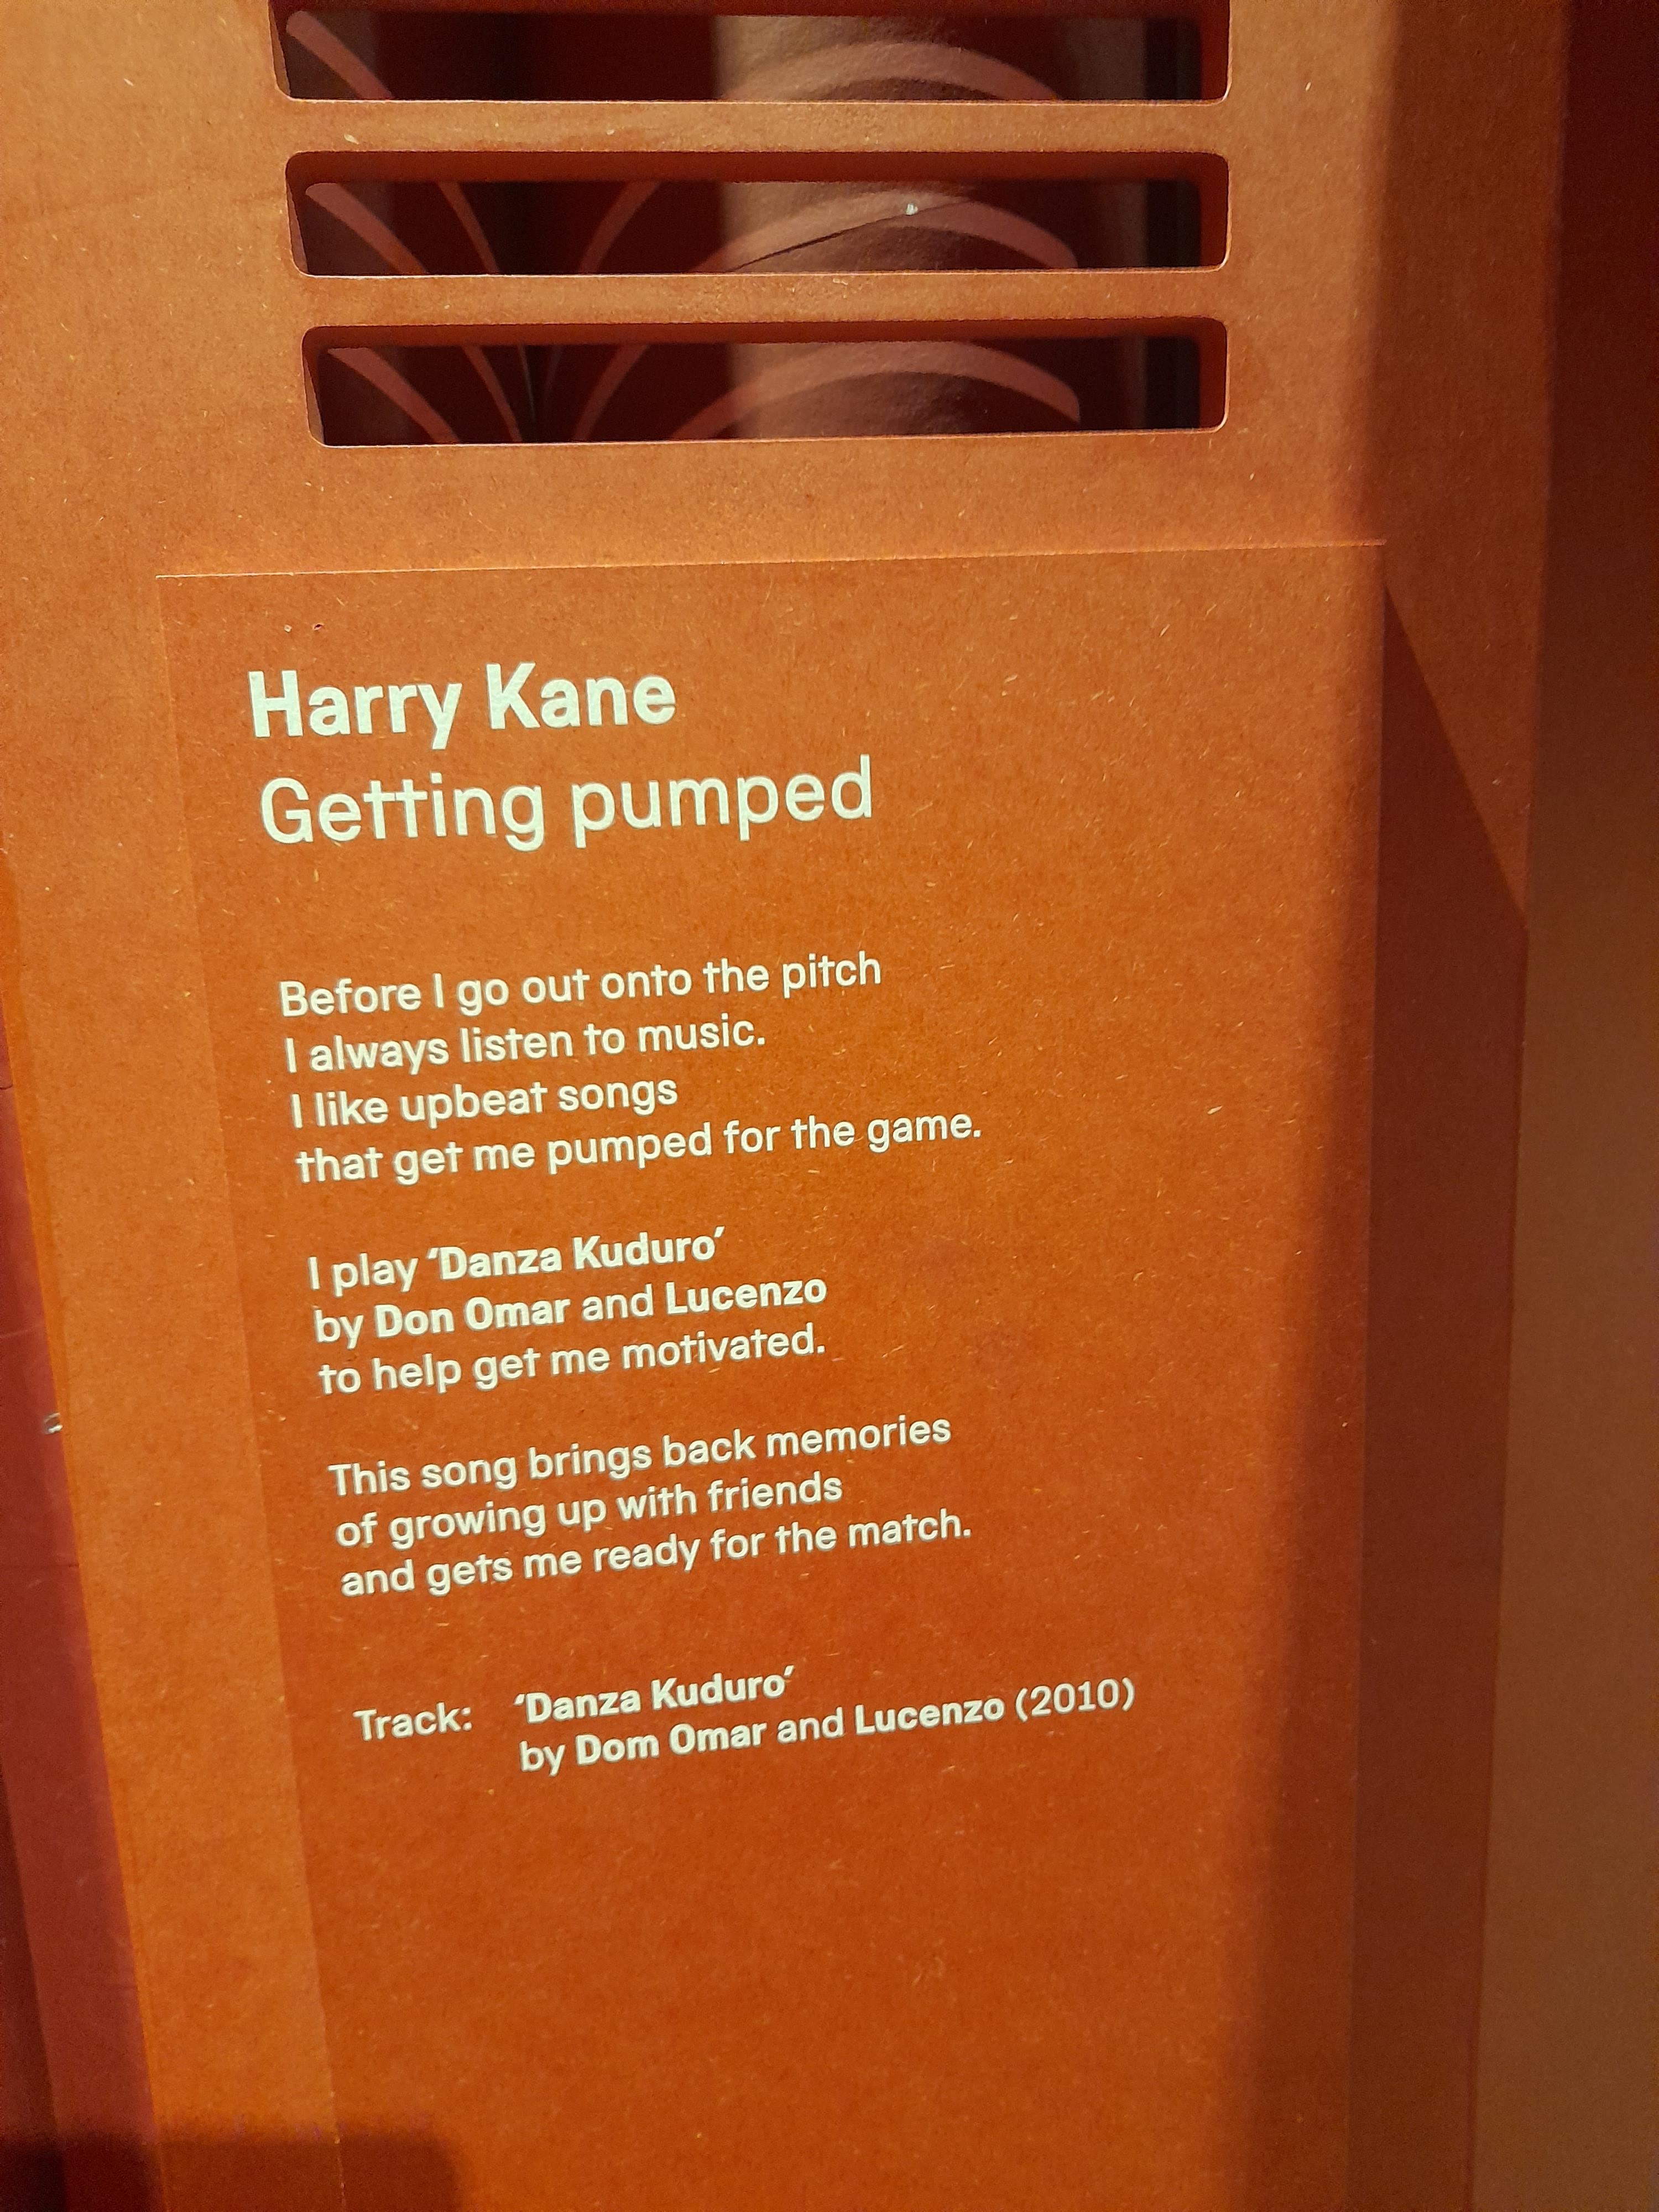 Harry Kane
Getting pumped
Before I go out onto the pitch
I always listen to music.
I like upbeat songs
that get me pumped for the game.
I play ‘Danza Kuduro’
by Don Omar and Lucenzo
to help get me motivated.
This song brings back memories
of growing up with friends
and gets me ready for the match.
Track: ‘Danza Kuduro’
by Dom Omar and Lucenzo (2010)